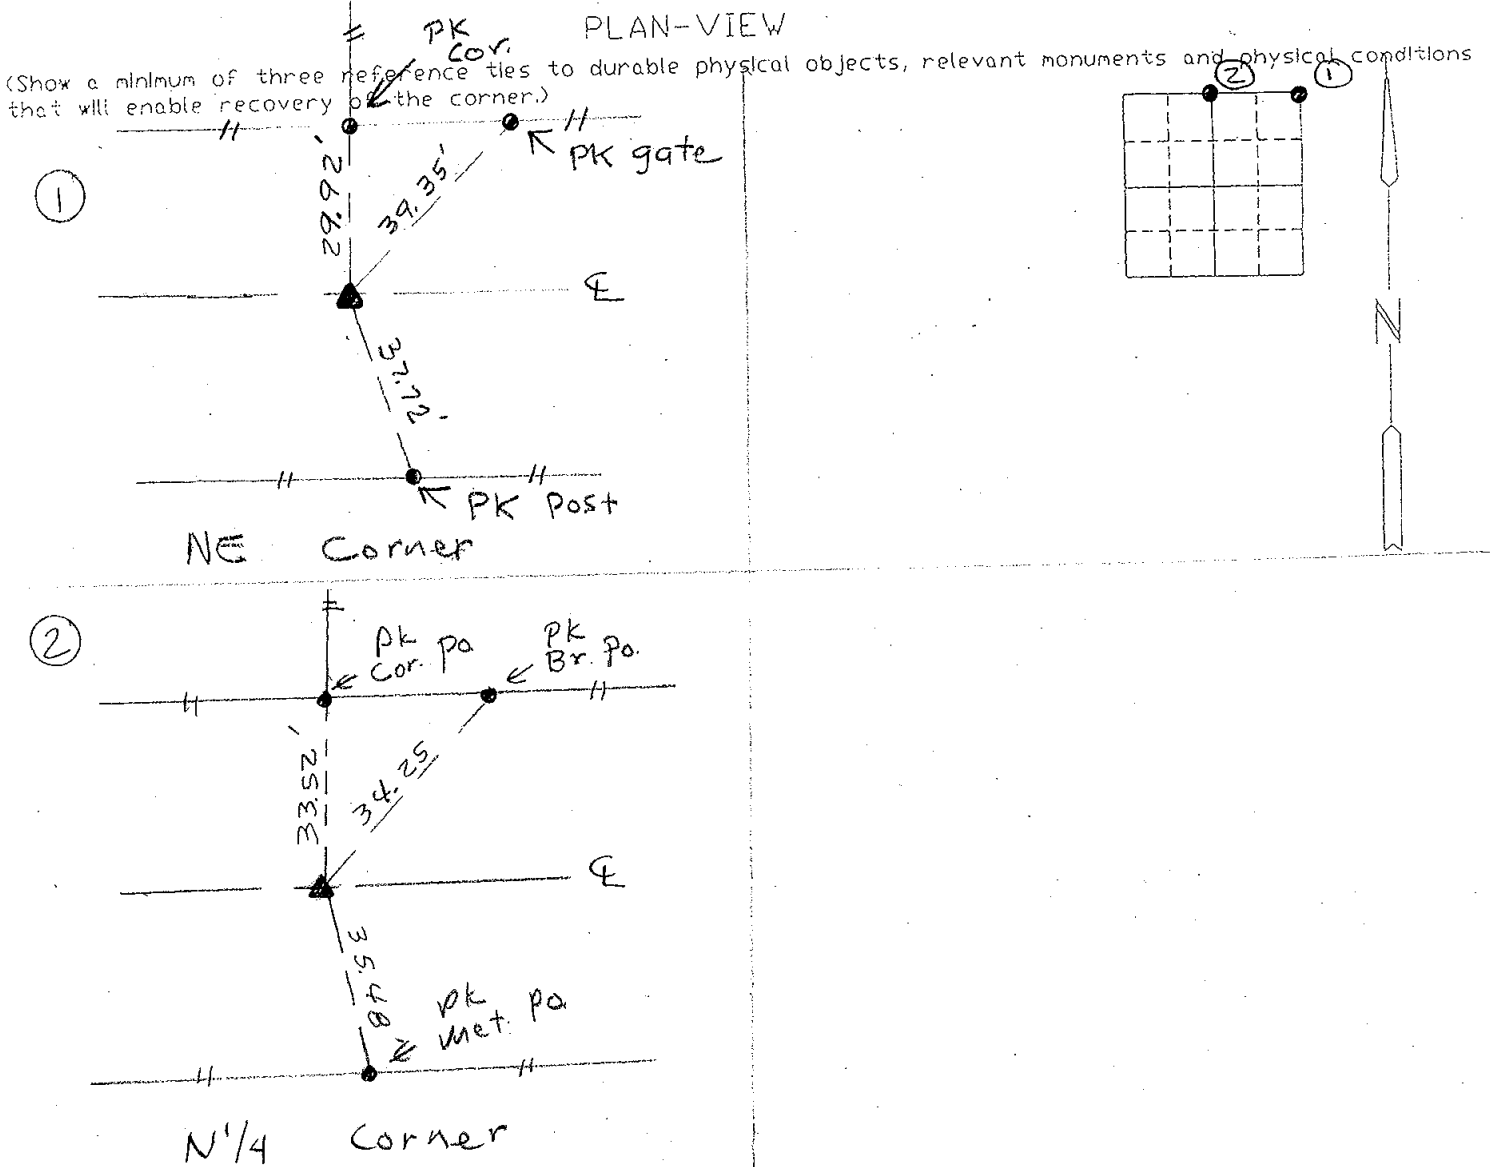 PLAN-VIEW
(Show a minimum of three reference ties to durable physical objects, relevant monuments and physical conditions
that will enable recovery of the corner.)
①
PK
Cor.
PK gate
29.92'
39.35'
℄
37.72'
PK Post
NE Corner
②
①
N
②
PK
Cor. po
PK
Br. Po.
33.52'
34.25
℄
35.48'
PK
met. po.
N 1/4 Corner